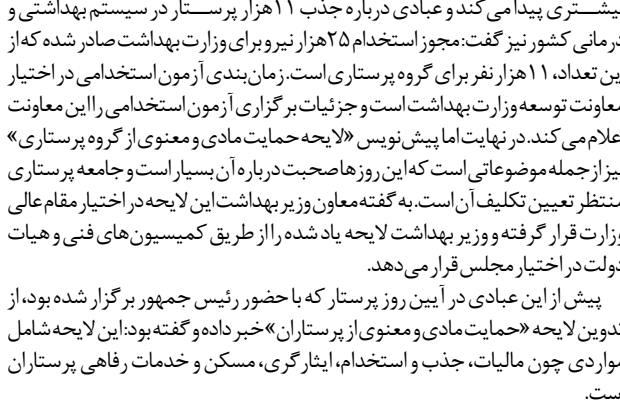 بیشتری پیدا می‌کند و عبادی درباره جذب ۱۱هزار پرستار در سیستم بهداشتی و
درمانی کشور نیز گفت: مجوز استخدام ۲۵هزار نیرو برای وزارت بهداشت صادر شده که از
این تعداد، ۱۱هزار نفر برای گروه پرستاری است. زمان‌بندی آزمون استخدامی در اختیار
معاونت توسعه وزارت بهداشت است و جزئیات برگزاری آزمون استخدامی را این معاونت
اعلام می‌کند. در نهایت اما پیش‌نویس «لایحه حمایت مادی و معنوی از گروه پرستاری»
نیز از جمله موضوعاتی است که این روزها صحبت درباره آن بسیار است و جامعه پرستاری
منتظر تعیین تکلیف آن است. به گفته معاون وزیر بهداشت این لایحه در اختیار مقام عالی
وزارت قرار گرفته و وزیر بهداشت لایحه یاد شده را از طریق کمیسیون‌های فنی و هیات
دولت در اختیار مجلس قرار می‌دهد.
پیش از این عبادی در آیین روز پرستار که با حضور رئیس جمهور برگزار شده بود، از
تدوین لایحه «حمایت مادی و معنوی از پرستاران» خبر داده و گفته بود: این لایحه شامل
مواردی چون مالیات، جذب و استخدام، ایثارگری، مسکن و خدمات رفاهی پرستاران
است.